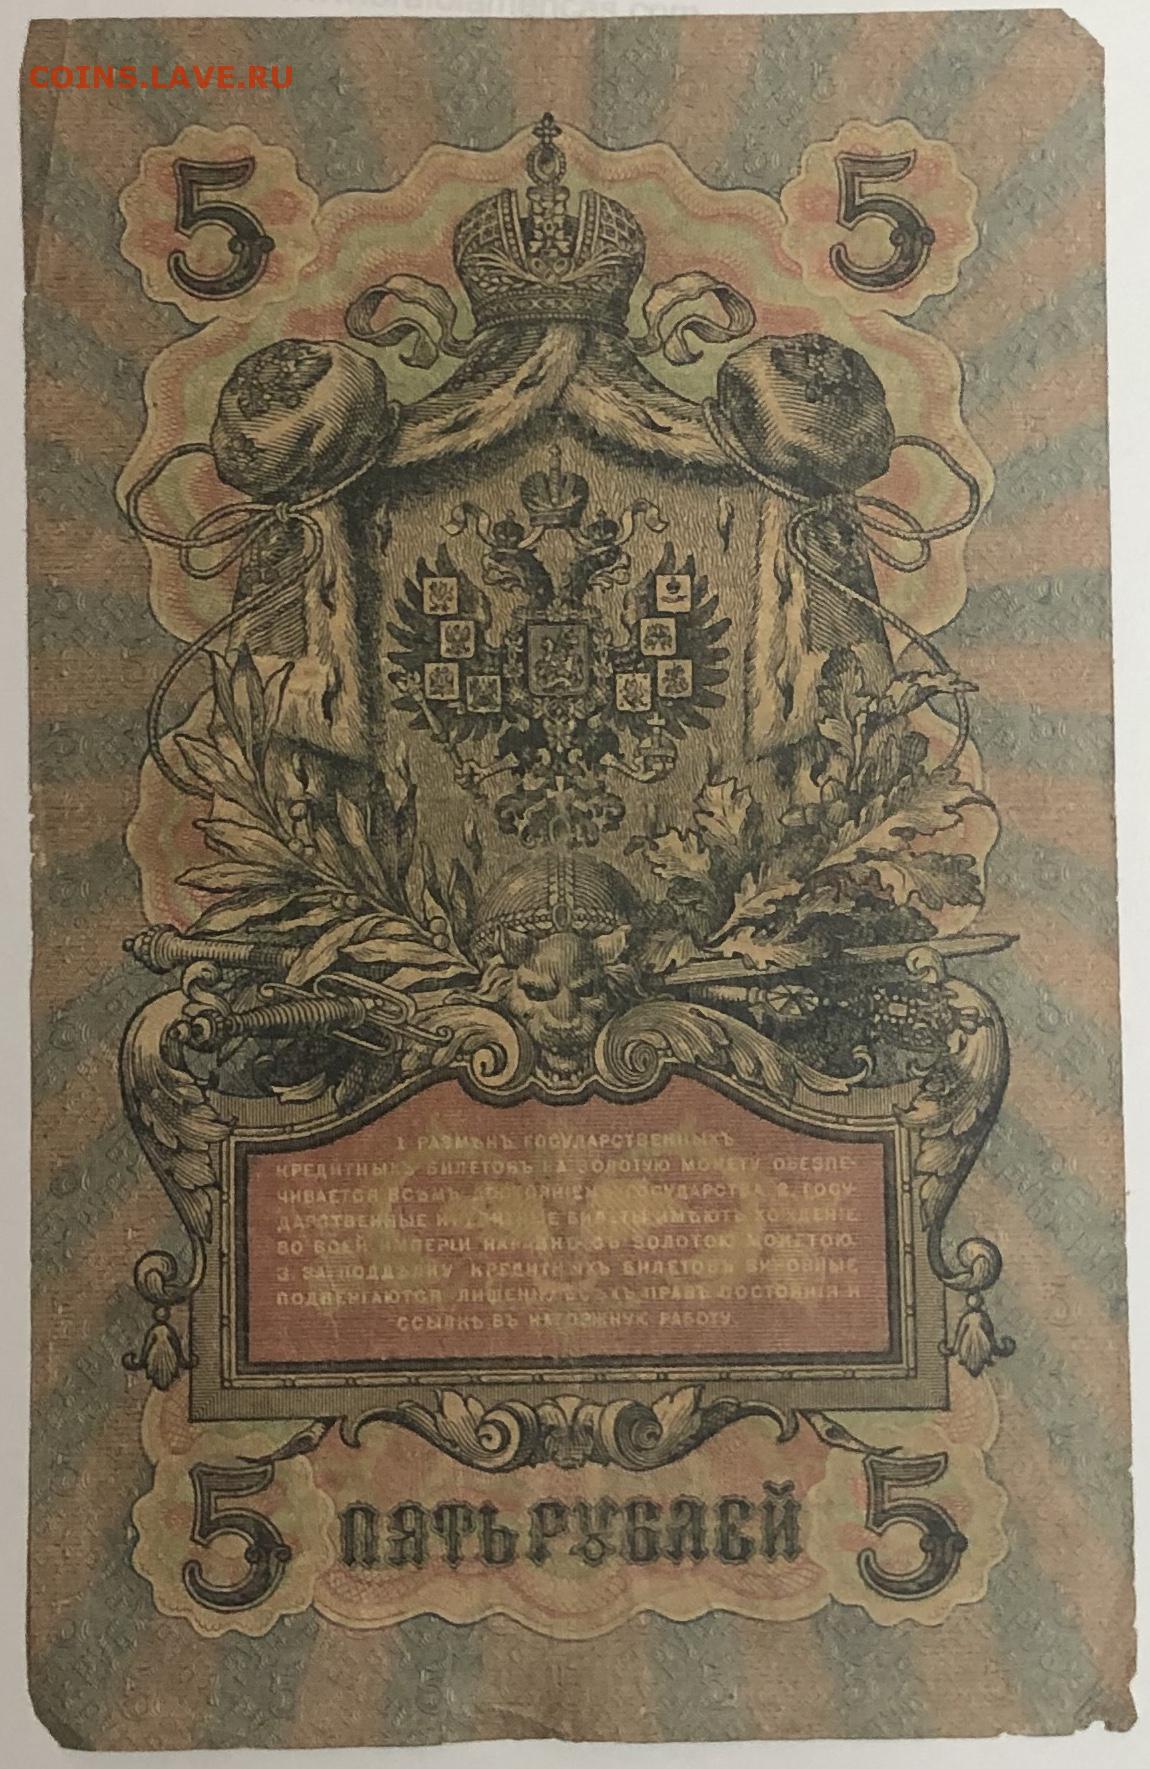 COINS.LAVE.RU
5 5
1. РАЗМѢНЪ ГОСУДАРСТВЕННЫХЪ
КРЕДИТНЫХЪ БИЛЕТОВЪ НА ЗОЛОТУЮ МОНЕТУ ОБЕЗПЕ-
ЧИВАЕТСЯ ВСѢМЪ ДОСТОЯНІЕМЪ ГОСУДАРСТВА. 2. ГОСУ-
ДАРСТВЕННЫЕ КРЕДИТНЫЕ БИЛЕТЫ ИМѢЮТЪ ХОЖДЕНІЕ
ВО ВСЕЙ ИМПЕРІИ НАРАВНѢ СЪ ЗОЛОТОЮ МОНЕТОЮ.
3. ЗА ПОДДѢЛКУ КРЕДИТНЫХЪ БИЛЕТОВЪ ВИНОВНЫЕ
ПОДВЕРГАЮТСЯ ЛИШЕНІЮ ВСѢХЪ ПРАВЪ СОСТОЯНІЯ И
ССЫЛКѢ ВЪ КАТОРЖНУЮ РАБОТУ.
5 ПЯТЬ РУБЛЕЙ 5